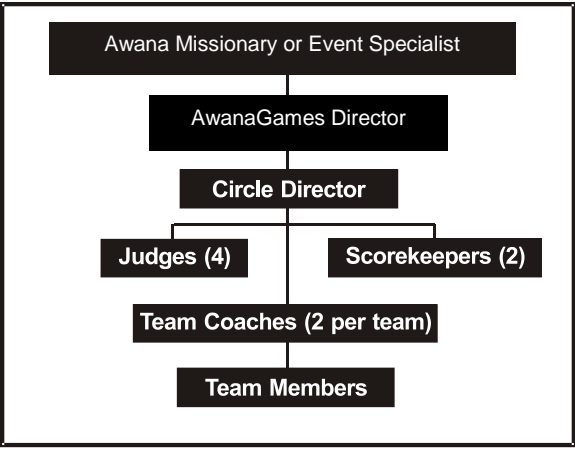 Awana Missionary or Event Specialist
AwanaGames Director
Circle Director
Judges (4)
Scorekeepers (2)
Team Coaches (2 per team)
Team Members